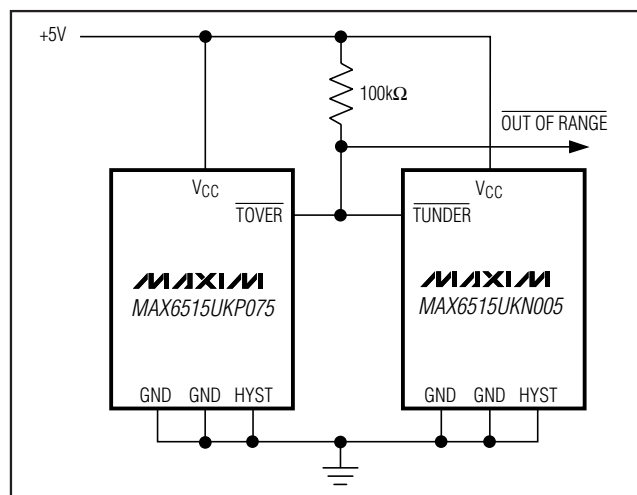 +5V
100kΩ
OUT OF RANGE
VCC
VCC
TOVER
TUNDER
MAXIM
MAXIM
MAX6515UKP075
MAX6515UKN005
GND GND HYST
GND GND HYST